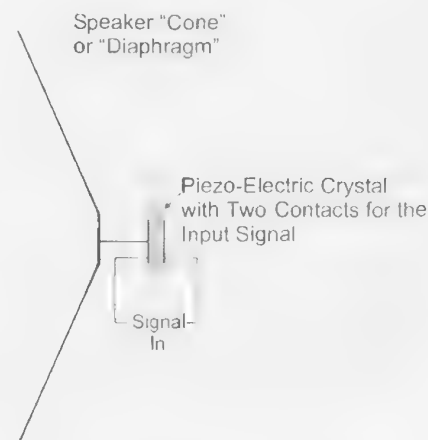 Speaker “Cone”
or “Diaphragm”
Piezo-Electric Crystal
with Two Contacts for the
Input Signal
Signal
In